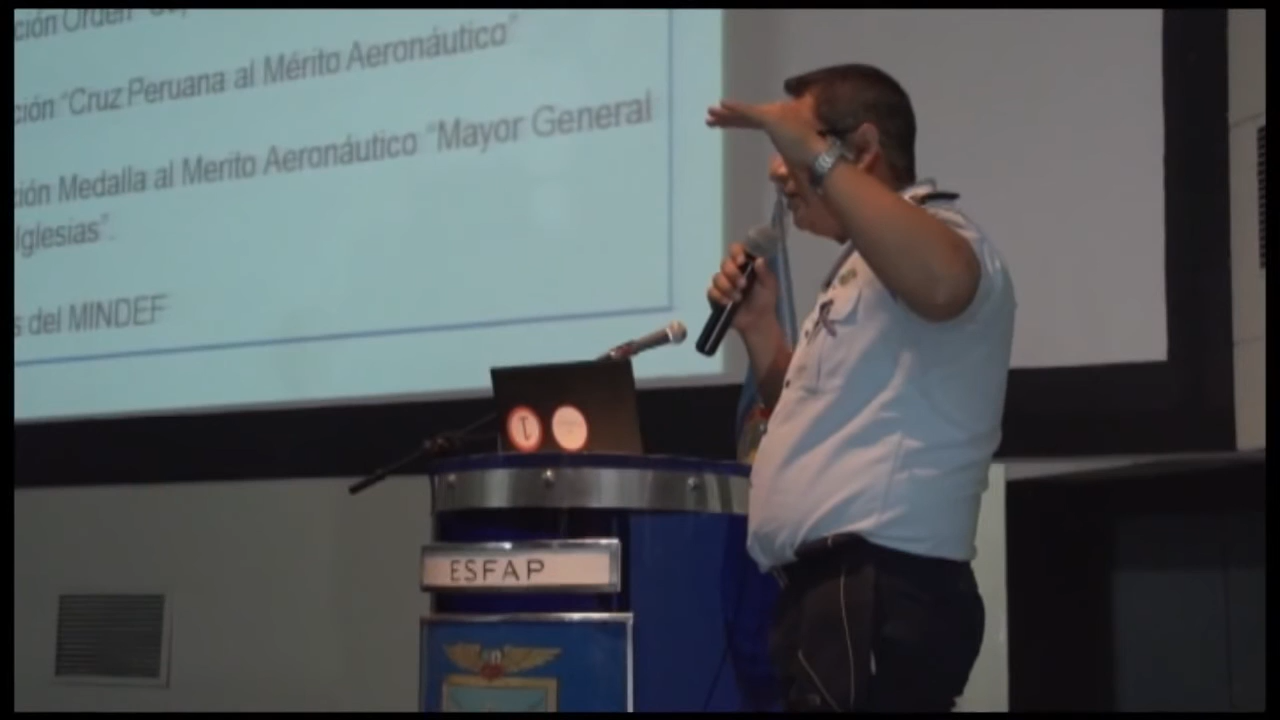 ción Orden
ción "Cruz Peruana al Mérito Aeronáutico"
ción Medalla al Merito Aeronáutico "Mayor General
Iglesias".
s del MINDEF
ESFAP